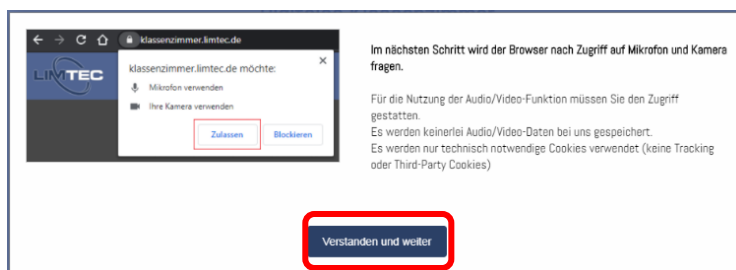 klassenzimmer.limtec.de
LIMTEC
klassenzimmer.limtec.de möchte:
Mikrofon verwenden
Ihre Kamera verwenden
Zulassen
Blockieren
Im nächsten Schritt wird der Browser nach Zugriff auf Mikrofon und Kamera
fragen.
Für die Nutzung der Audio/Video-Funktion müssen Sie den Zugriff
gestatten.
Es werden keinerlei Audio/Video-Daten bei uns gespeichert.
Es werden nur technisch notwendige Cookies verwendet (keine Tracking
oder Third-Party Cookies)
Verstanden und weiter